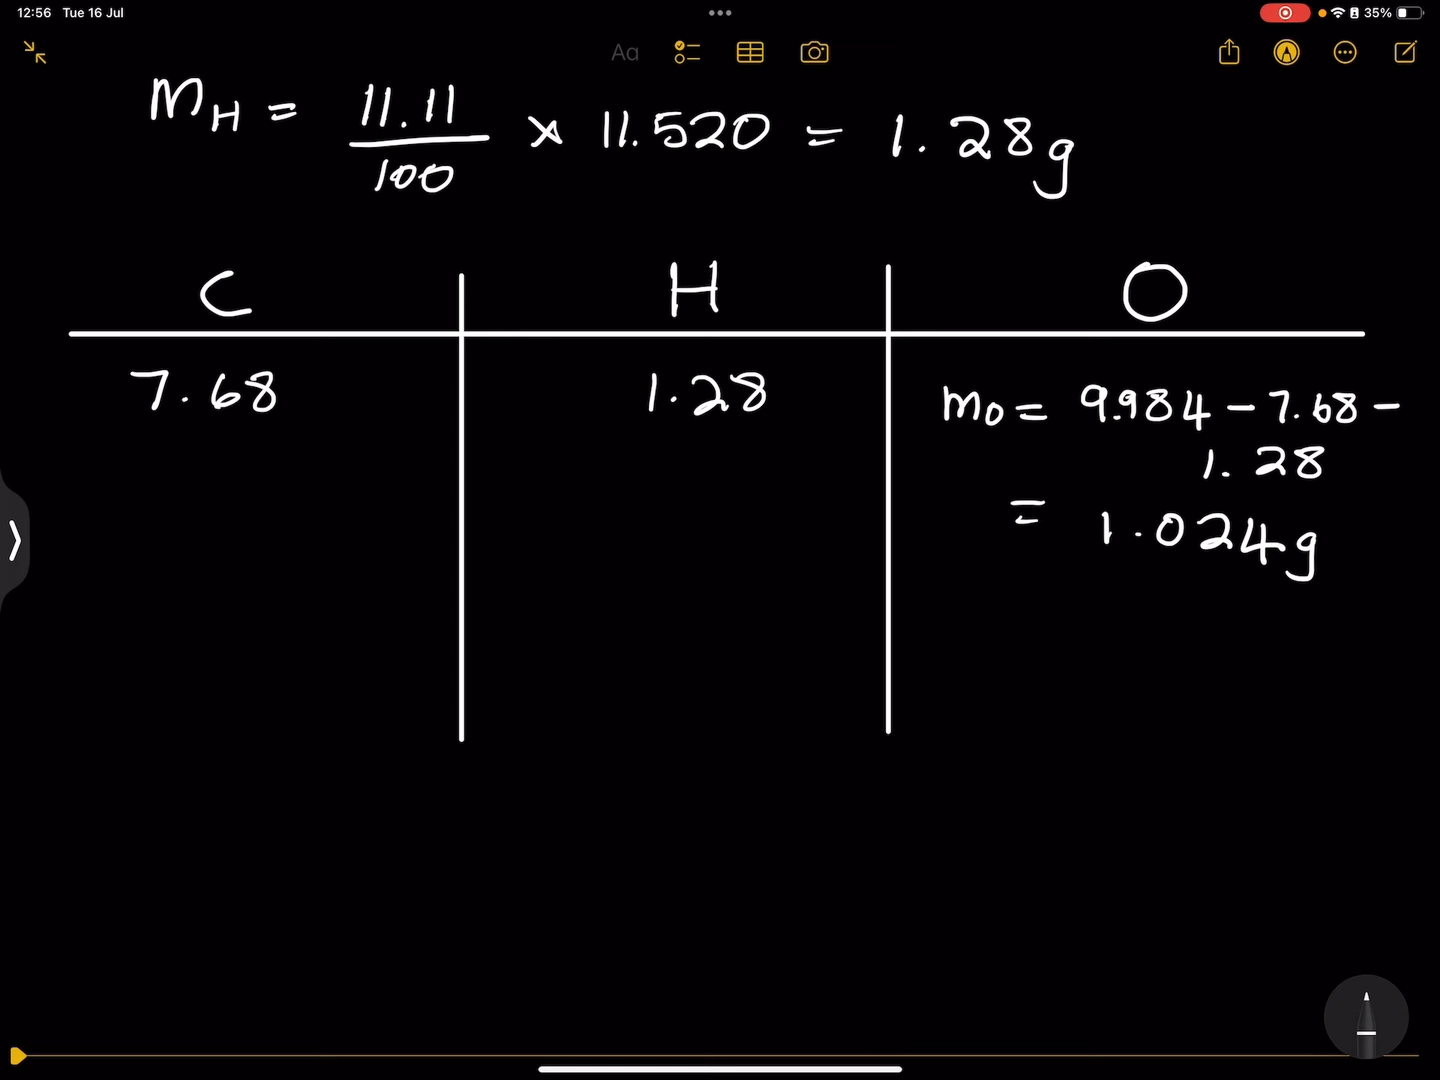 12:56 Tue 16 Jul 35%
Aa
mH = 11.11/100 × 11.520 = 1.28g
C H O
7.68 1.28 mo = 9.984 - 7.68 -
1.28
= 1.024g